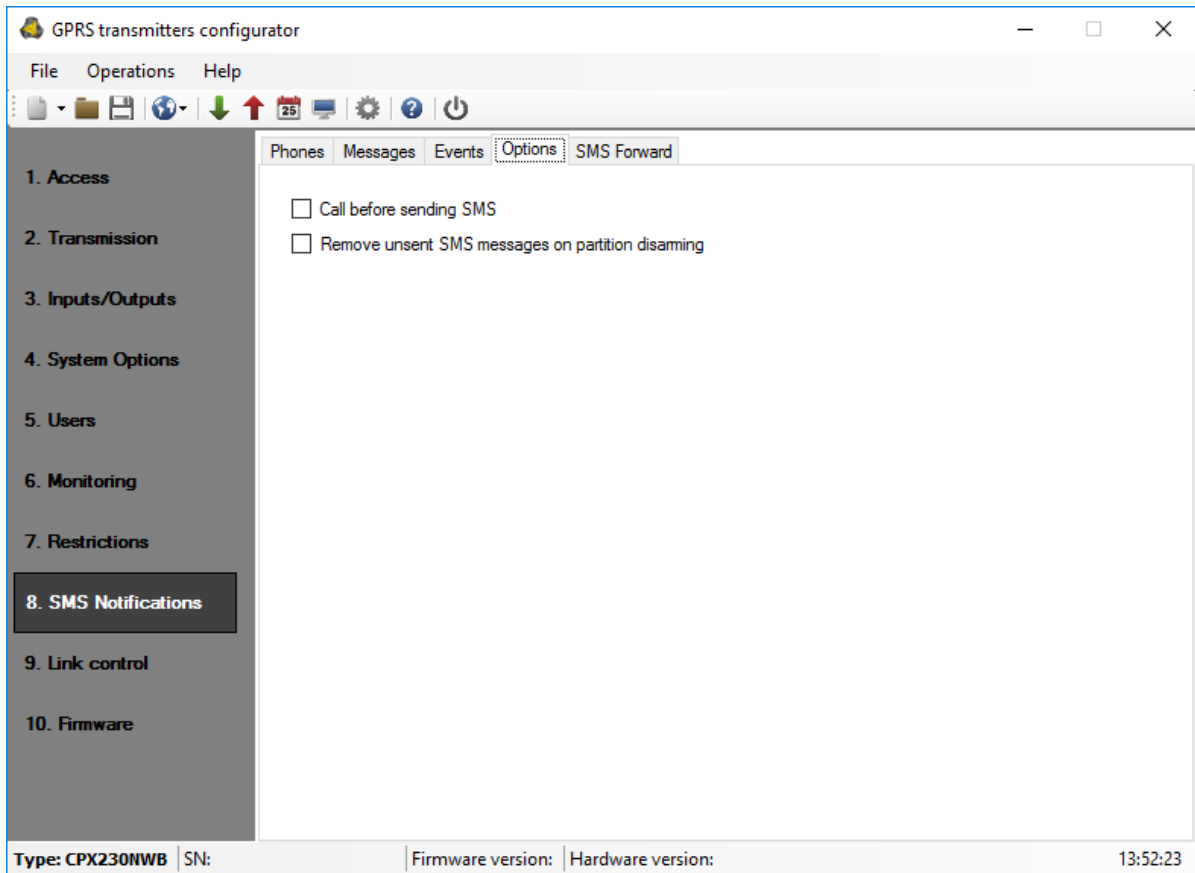 GPRS transmitters configurator
File Operations Help
25 ?
Phones Messages Events Options SMS Forward
1. Access
Call before sending SMS
2. Transmission
Remove unsent SMS messages on partition disarming
3. Inputs/Outputs
4. System Options
5. Users
6. Monitoring
7. Restrictions
8. SMS Notifications
9. Link control
10. Firmware
Type: CPX230NWB SN: Firmware version: Hardware version: 13:52:23